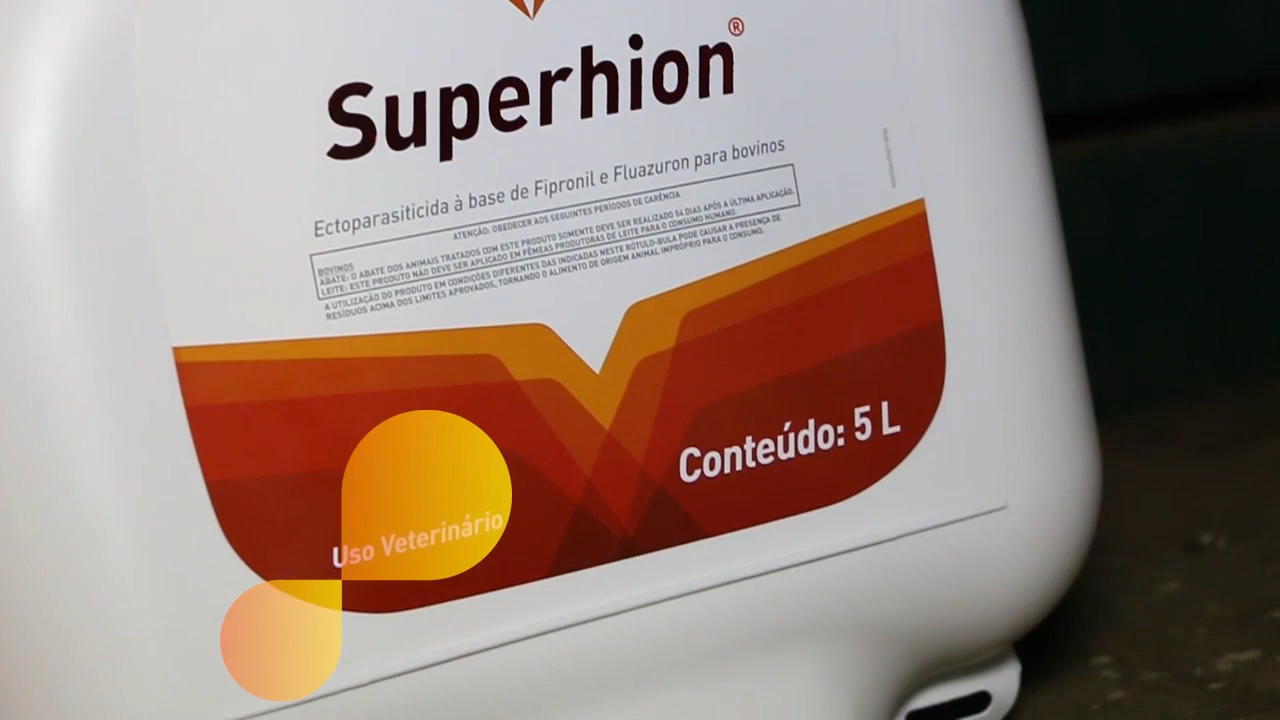 Superhion®
Ectoparasiticida à base de Fipronil e Fluazuron para bovinos
ATENÇÃO: OBEDECER AOS SEGUINTES PERÍODOS DE CARÊNCIA
BOVINOS
ABATE: O ABATE DOS ANIMAIS TRATADOS COM ESTE PRODUTO SOMENTE DEVE SER REALIZADO 54 DIAS APÓS A ÚLTIMA APLICAÇÃO.
LEITE: ESTE PRODUTO NÃO DEVE SER APLICADO EM FÊMEAS PRODUTORAS DE LEITE PARA O CONSUMO HUMANO.
A UTILIZAÇÃO DO PRODUTO EM CONDIÇÕES DIFERENTES DAS INDICADAS NESTE RÓTULO-BULA PODE CAUSAR A PRESENÇA DE
RESÍDUOS ACIMA DOS LIMITES APROVADOS, TORNANDO O ALIMENTO DE ORIGEM ANIMAL IMPRÓPRIO PARA O CONSUMO.
Conteúdo: 5 L
Uso Veterinário